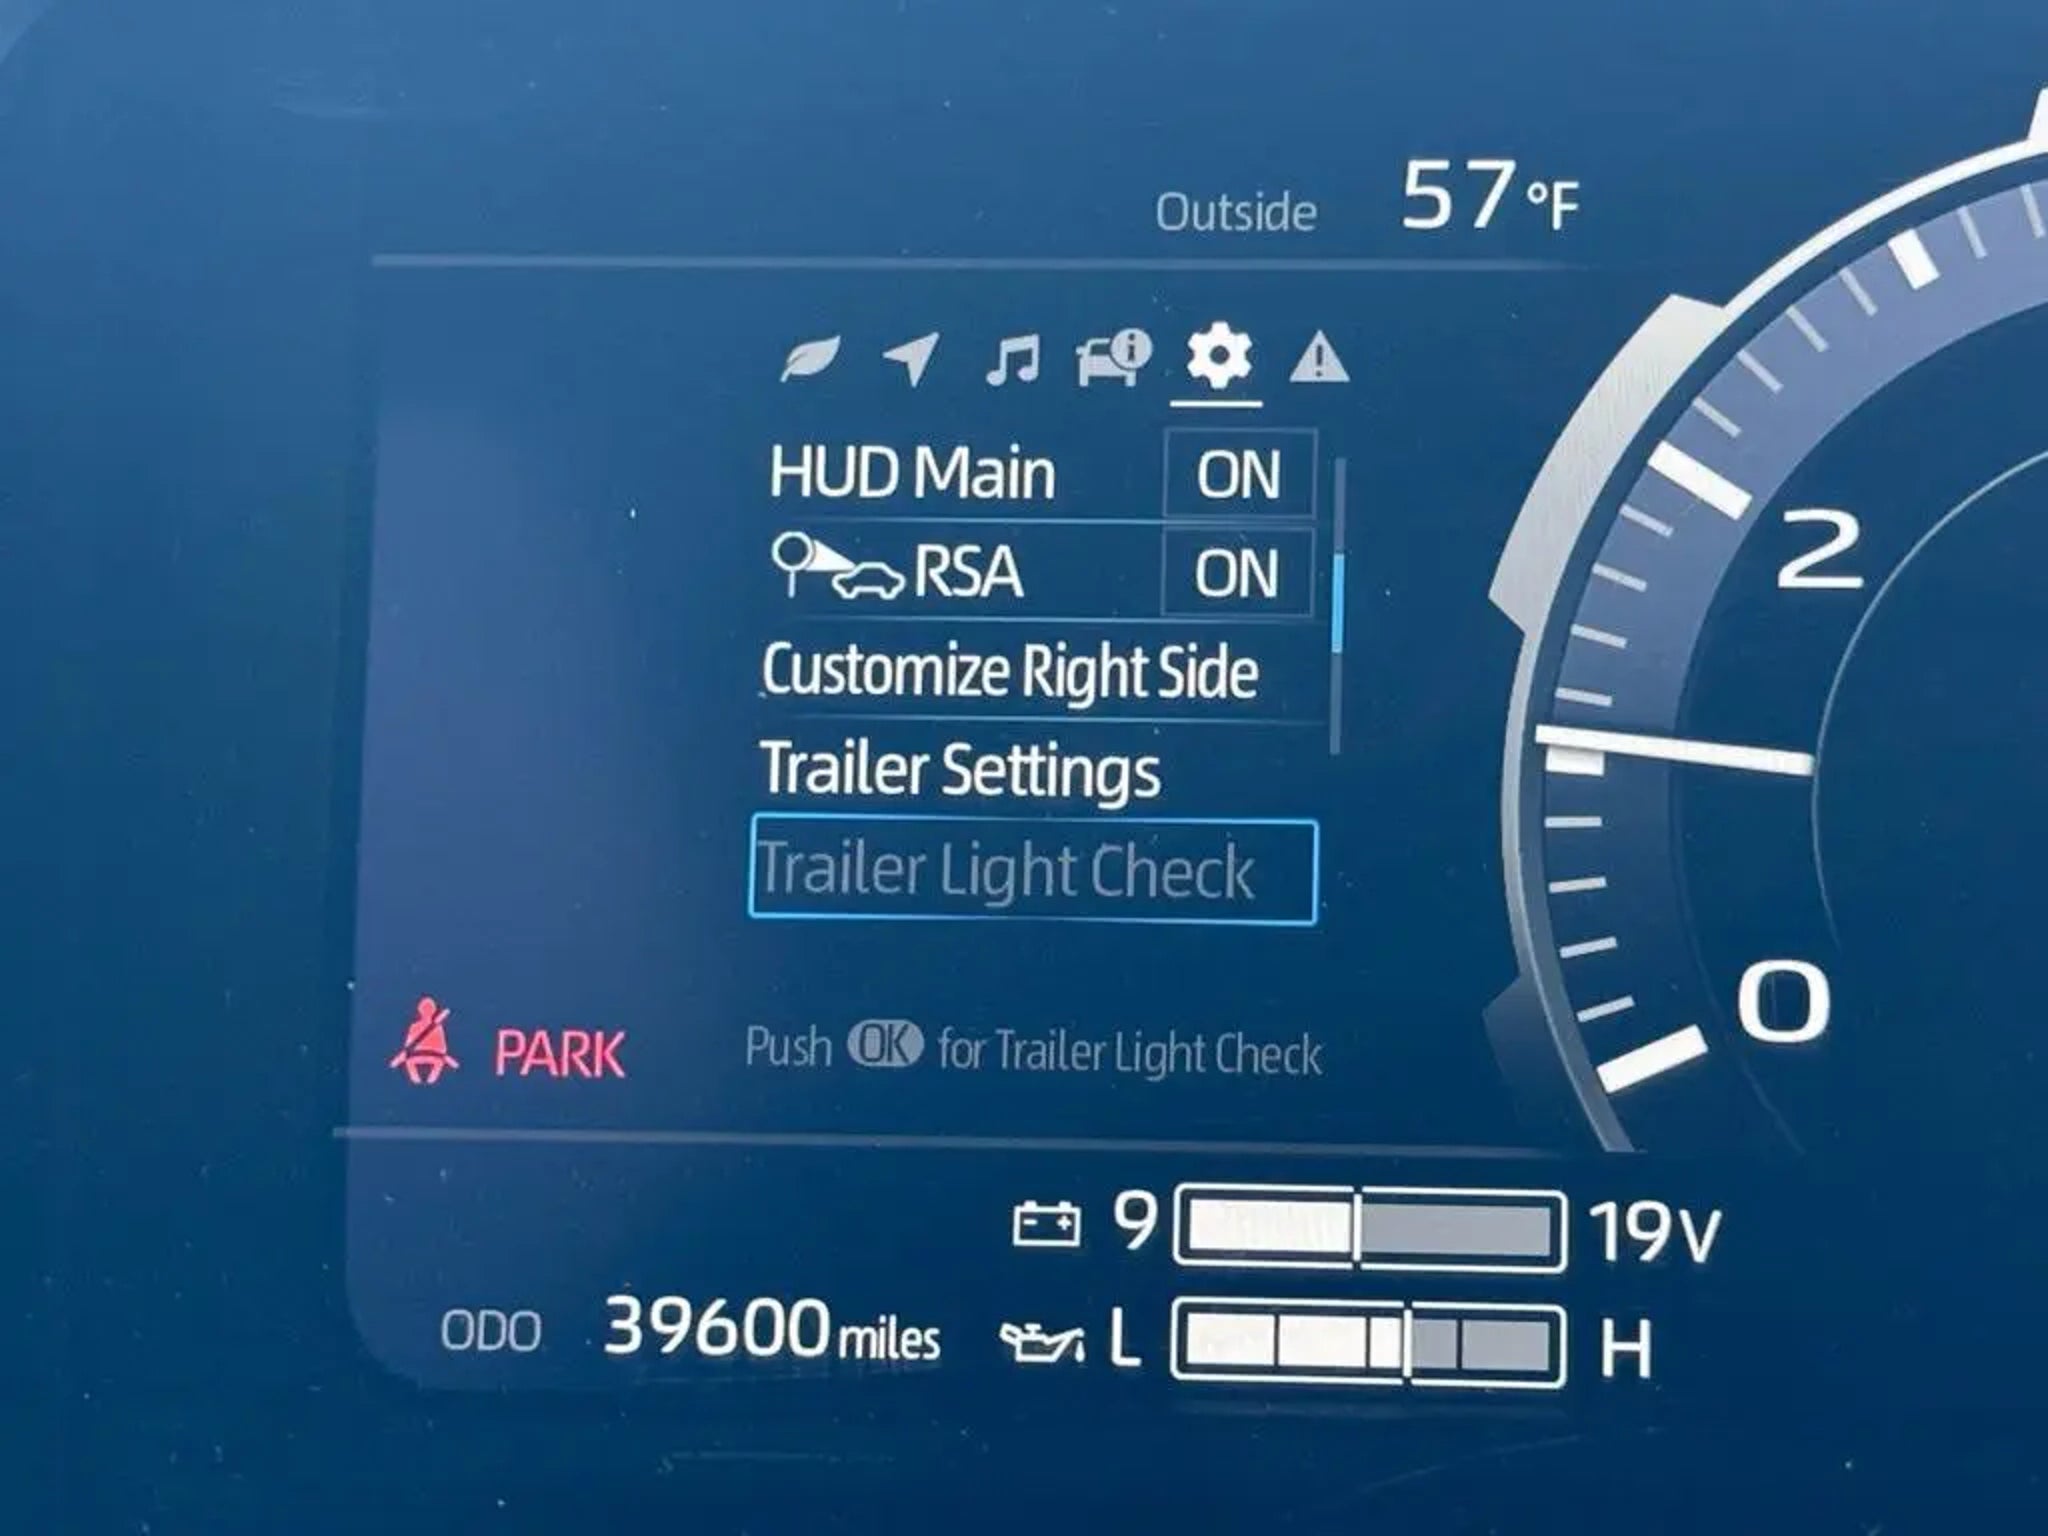 Outside 57°F
HUD Main ON
RSA ON
Customize Right Side
Trailer Settings
Trailer Light Check
PARK
Push OK for Trailer Light Check
2
0
9 19V
ODO 39600 miles
L H